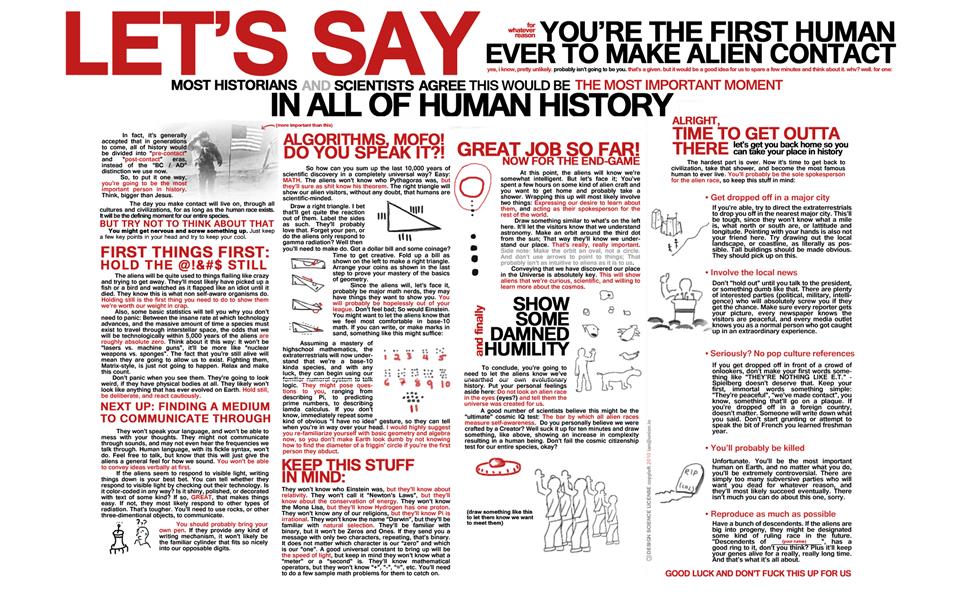 LET'S SAY
for
whatever
reason
YOU'RE THE FIRST HUMAN
EVER TO MAKE ALIEN CONTACT
yes, i know, pretty unlikely. probably isn't going to be you. that's a given. but it would be a good idea for us to spare a few minutes and think about it. why? well. for one:
MOST HISTORIANS AND SCIENTISTS AGREE THIS WOULD BE THE MOST IMPORTANT MOMENT
IN ALL OF HUMAN HISTORY
(more important than this)
In fact, it's generally
accepted that in generations
to come, all of history would
be divided into "pre-contact"
and "post-contact" eras,
instead of the "BC / AD"
distinction we use now.
So, to put it one way,
you're going to be the most
important person in history.
Think, bigger than Jesus.
The day you make contact will live on, through all
cultures and civilizations, for as long as the human race exists.
It will be the defining moment for our entire species.
BUT TRY NOT TO THINK ABOUT THAT
You might get nervous and screw something up. Just keep
a few key points in your head and try to keep your cool.
FIRST THINGS FIRST:
HOLD THE @!&#$ STILL
The aliens will be quite used to things flailing like crazy
and trying to get away. They'll most likely have picked up a
fish or a bird and watched as it flapped like an idiot until it
died. They know this is what non self-aware organisms do.
Holding still is the first thing you need to do to show them
we're worth our weight in crap.
Also, some basic statistics will tell you why you don't
need to panic: Between the insane rate at which technology
advances, and the massive amount of time a species must
exist to travel through interstellar space, the odds that we
will be technologically within 5,000 years of the aliens are
roughly absolute zero. Think about it this way: It won't be
"lasers vs. machine guns", it'll be more like "nuclear
weapons vs. sponges". The fact that you're still alive will
mean they are going to allow us to exist. Fighting them,
Matrix-style, is just not going to happen. Relax and make
this count.
Don't panic when you see them. They're going to look
weird, if they have physical bodies at all. They likely won't
look like anything that has ever evolved on Earth. Hold still,
be deliberate, and react cautiously.
NEXT UP: FINDING A MEDIUM
TO COMMUNICATE THROUGH
They won't speak your language, and won't be able to
mess with your thoughts. They might not communicate
through sounds, and may not even hear the frequencies we
talk through. Human language, with its fickle syntax, won't
do. Feel free to talk, but know that this will just give the
aliens a general feel for how we sound. You won't be able
to convey ideas verbally at first.
If the aliens seem to respond to visible light, writing
things down is your best bet. You can tell whether they
respond to visible light by checking out their technology. Is
it color-coded in any way? Is it shiny, polished, or decorated
with text of some kind? If so, GREAT, that makes things
easy. If not, they most likely respond to other types of
radiation. That's tougher. You'll need to use rocks, or other
three-dimentional objects, to communicate.
You should probably bring your
own pen. If they provide any kind of
writing mechanism, it won't likely be
the familiar cylinder that fits so nicely
into our opposable digits.
ALGORITHMS, MOFO!
DO YOU SPEAK IT?!
So how can you sum up the last 10,000 years of
scientific discovery in a completely universal way? Easy:
MATH. The aliens won't know who Pythagoras was, but
they'll sure as shit know his theorem. The right triangle will
show our alien visitors, without any doubt, that humans are
scientific-minded.
Draw a right triangle. I bet
that'll get quite the reaction
out of them. Label the sides
as such. They'll probably
love that. Forget your pen, or
do the aliens only respond to
gamma radiation? Well then
you'll need to make do. Got a dollar bill and some coinage?
Time to get creative. Fold up a bill as
shown on the left to make a right triangle.
Arrange your coins as shown in the last
step to prove your mastery of the basics
of geometry.
Since the aliens will, let's face it,
probably be major math nerds, they may
have things they want to show you. You
will probably be hopelessly out of your
league. Don't feel bad; So would Einstein.
You might want to let the aliens know that
we feel most comfortable in base-10
math. If you can write, or make marks in
sand, something like this might suffice:
Assuming a mastery of
highschool mathematics, the
extraterrestrials will now under-
stand that we're a base-10
kinda species, and with any
luck, they can begin using our
familiar numeral system to talk
logic. They might pose ques-
tions to you, ranging from
describing Pi, to predicting
prime numbers, to describing
lamda calculus. If you don't
know, immediately repeat some
kind of obvious "I have no idea" gesture, so they can tell
when you're in way over your head. I would highly suggest
you re-familiarize yourself with basic geometry and algebra
now, so you don't make Earth look dumb by not knowing
how to find the diameter of a friggin' circle if you're the first
person they abduct.
1 2 3 4 5
6 7 8 9 10
KEEP THIS STUFF
IN MIND:
They won't know who Einstein was, but they'll know about
relativity. They won't call it "Newton's Laws", but they'll
know about the conservation of energy. They won't know
the Mona Lisa, but they'll know Hydrogen has one proton.
They won't know any of our religions, but they'll know Pi is
irrational. They won't know the name "Darwin", but they'll be
familiar with natural selection. They'll be familiar with
binary, but it won't be Zeros and Ones. If they send you a
message with only two characters, repeating, that's binary.
It does not matter which character is our "zero" and which
is our "one". A good universal constant to bring up will be
the speed of light, but keep in mind they won't know what a
"meter" or a "second" is. They'll know mathematical
operators, but they won't know "+", "-", "=", etc. You'll need
to do a few sample math problems for them to catch on.
GREAT JOB SO FAR!
NOW FOR THE END-GAME
At this point, the aliens will know we're
somewhat intelligent. But let's face it; You've
spent a few hours on some kind of alien craft and
you want to get home and probably take a
shower. Wrapping this up will most likely involve
two things: Expressing our desire to learn about
them, and acting as their spokesperson for the
rest of the world.
Draw something similar to what's on the left
here. It'll let the visitors know that we understand
astronomy. Make an orbit around the third dot
from the sun; That way they'll know we under-
stand our place. That's really, really important.
Also note: Make the orbit an oval, not a circle.
And don't use arrows to point to things; That
probably isn't an intuitive to aliens as it is to us.
Conveying that we have discovered our place
in the Universe is absolutely key; This will show
aliens that we're curious, scientific, and willing to
learn more about the cosmos.
and finally
SHOW
SOME
DAMNED
HUMILITY
To conclude, you're going to
need to let the aliens know we've
unearthed our own evolutionary
history. Put your personal feelings
aside here: Do not look an alien race
in the eyes (eyes?) and tell them the
universe was created for us.
A good number of scientists believe this might be the
"ultimate" cosmic IQ test: The bar by which all alien races
measure self-awareness. Do you personally believe we were
crafted by a Creator? Well suck it up for ten minutes and draw
something, like above, showing an increase in complexity
resulting in a human being. Don't fail the cosmic citizenship
test for our entire species, okay?
(draw something like this
to let them know we want
to meet them)
DESIGN SCIENCE LICENSE
ALRIGHT,
TIME TO GET OUTTA
THERE let's get you back home so you
can take your place in history
The hardest part is over. Now it's time to get back to
civilization, take that shower, and become the most famous
human to ever live. You'll probably be the sole spokesperson
for the alien race, so keep this stuff in mind:
• Get dropped off in a major city
If you're able, try to direct the extraterrestrials
to drop you off in the nearest major city. This'll
be tough, since they won't know what a mile
is, what north or south are, or latitude and
longitude. Pointing with your hands is also not
your friend here. Try drawing out the local
landscape, or coastline, as literally as pos-
sible. Tall buildings should be made obvious.
They should pick up on this.
• Involve the local news
Don't "hold out" until you talk to the president,
or something dumb like that. There are plenty
of interested parties (political, military, intelli-
gence) who will absolutely screw you if they
get the chance. Make sure every reporter gets
your picture, every newspaper knows the
visitors are peaceful, and every media outlet
knows you as a normal person who got caught
up in an extraordinary experience.
• Seriously? No pop culture references
If you get dropped off in front of a crowd of
onlookers, don't make your first words some-
thing like "THEY'RE NOTHING LIKE E.T." -
Spielberg doesn't deserve that. Keep your
first, immortal words something simple:
"They're peaceful", "we've made contact", you
know, something that'll go on a plaque. If
you're dropped off in a foreign country,
doesn't matter. Someone will write down what
you said. Don't start grunting or attempt to
speak the bit of French you learned freshman
year.
• You'll probably be killed
Unfortunate. You'll be the most important
human on Earth, and no matter what you do,
you'll be extremely controversial. There are
simply too many subversive parties who will
want you dead for whatever reason, and
they'll most likely succeed eventually. There
isn't much you can do about this one, sorry.
RIP
• Reproduce as much as possible
Have a bunch of descendents. If the aliens are
big into progeny, they might be designated
some kind of ruling race in the future.
"Descendents of (your name)", has a
good ring to it, don't you think? Plus it'll keep
your genes alive for a really, really long time.
And that's what it's all about.
GOOD LUCK AND DON'T FUCK THIS UP FOR US